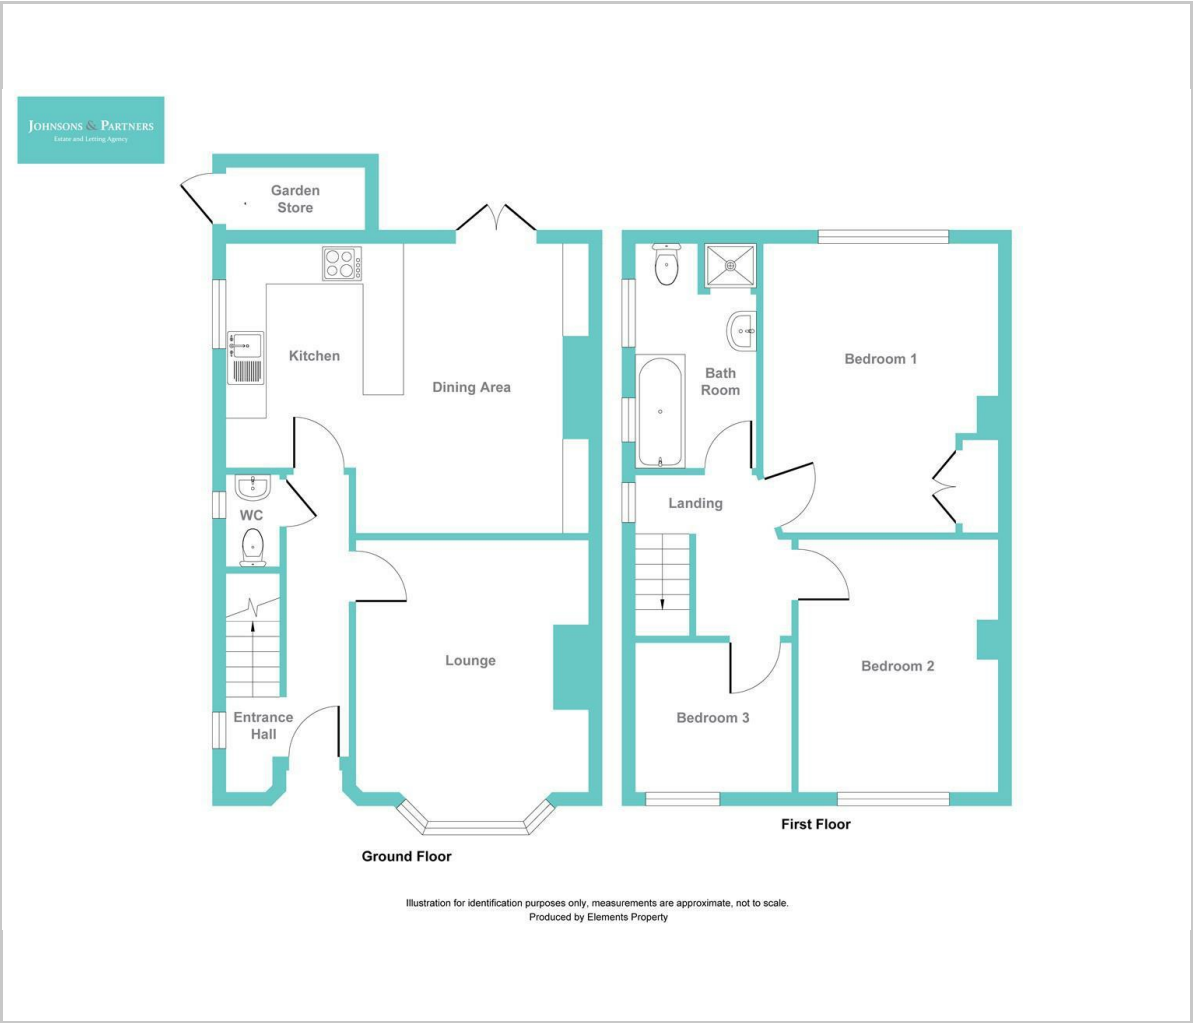 JOHNSONS & PARTNERS
Estate and Letting Agency
Garden
Store
Kitchen
Dining Area
WC
Lounge
Entrance
Hall
Ground Floor
Bath
Room
Bedroom 1
Landing
Bedroom 2
Bedroom 3
First Floor
Illustration for identification purposes only, measurements are approximate, not to scale.
Produced by Elements Property